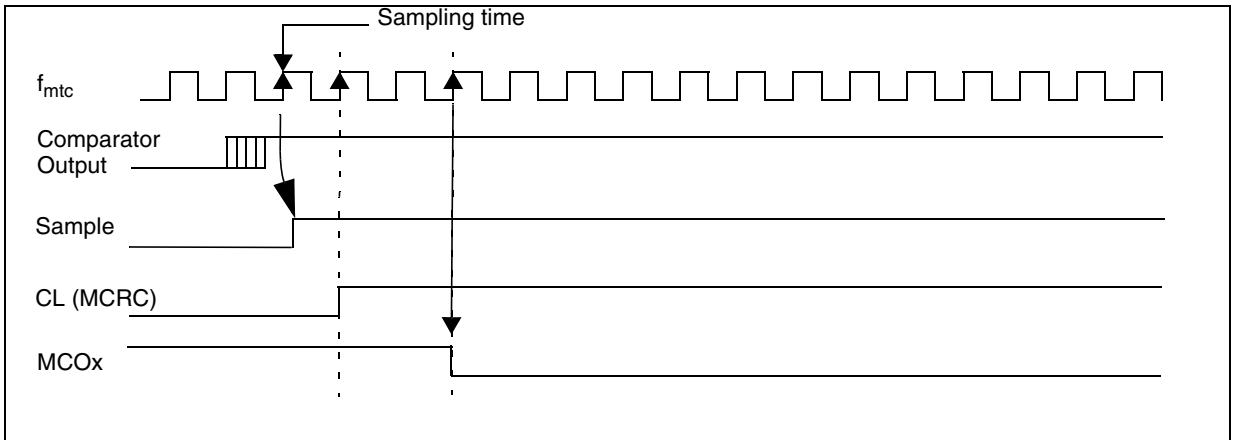 Sampling time
fmtc
Comparator
Output
Sample
CL (MCRC)
MCOx